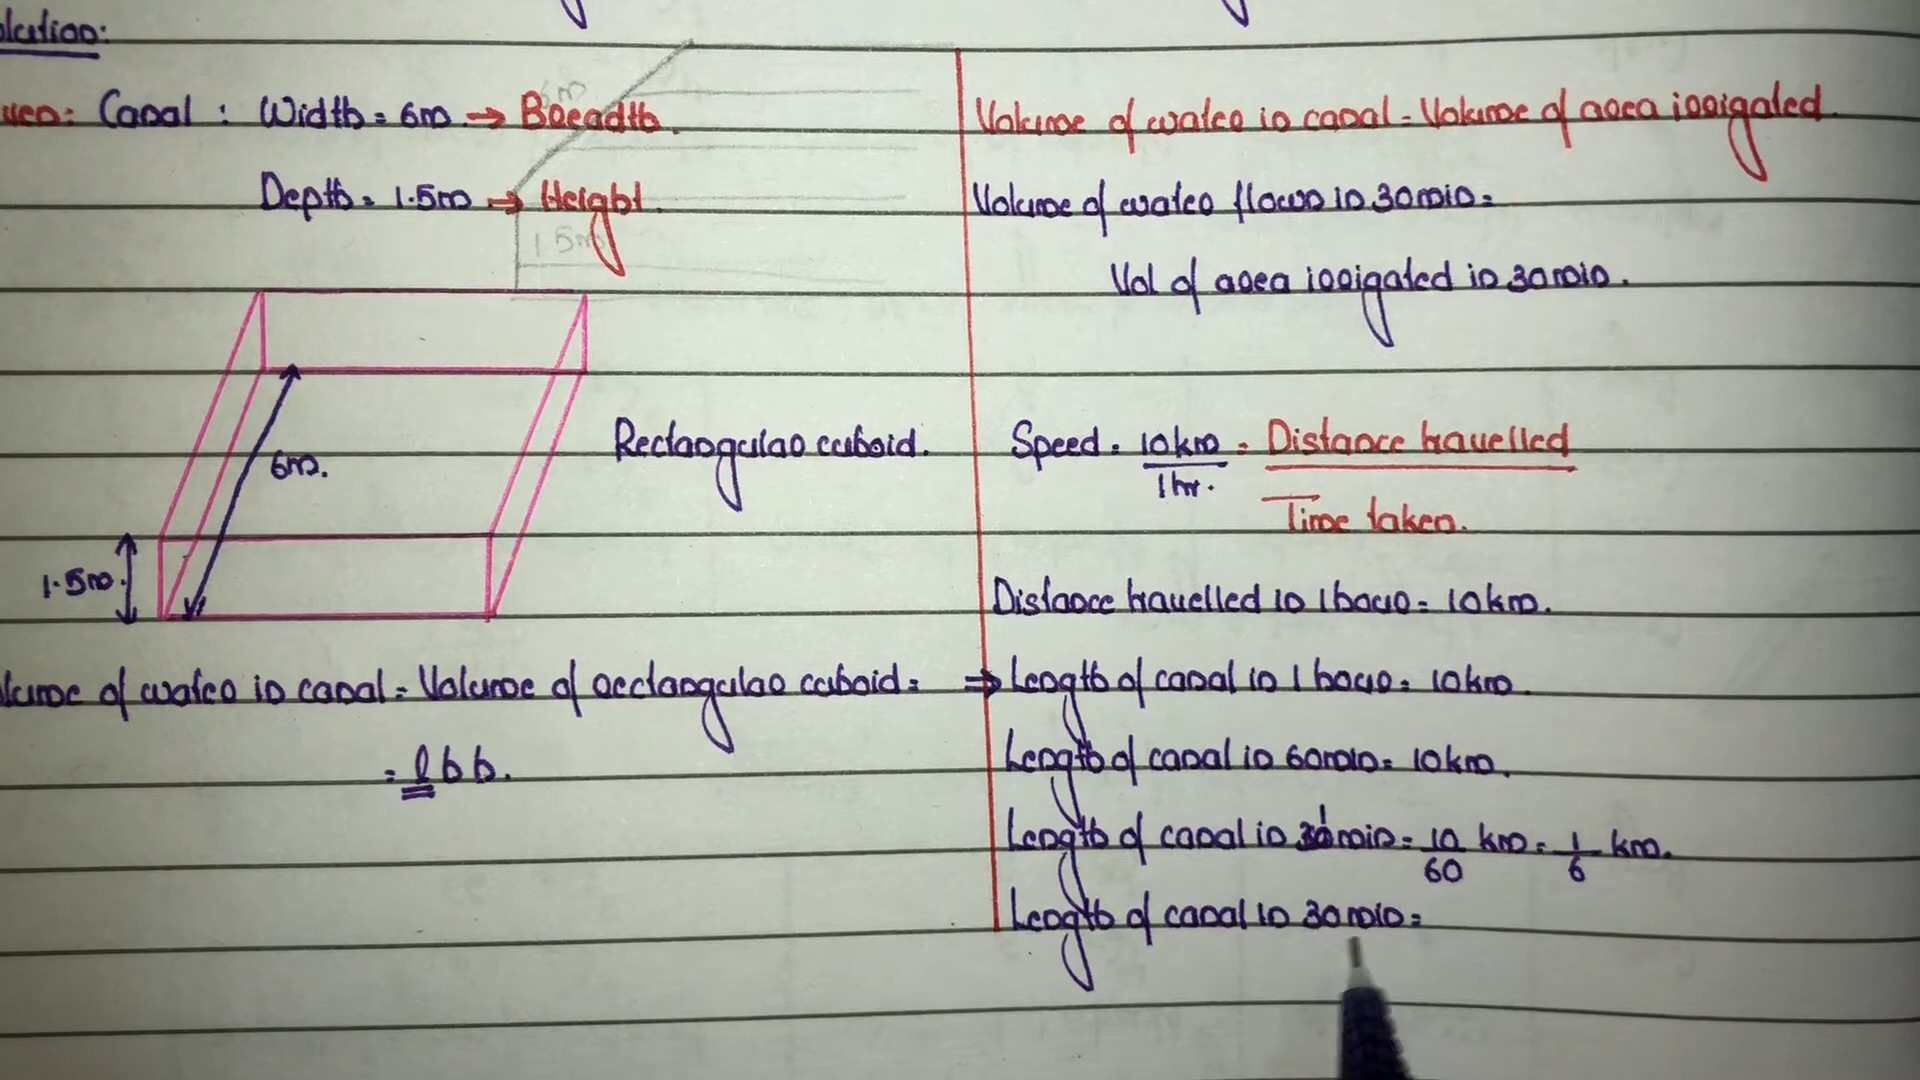 olution:
Given: Canal : Width = 6m → Breadth.
Depth = 1.5m → Height.
6m
1.5m
6m.
Rectangular cuboid.
1.5m.
Volume of water in canal = Volume of rectangular cuboid =
= l b h.
Volume of water in canal = Volume of area irrigated.
Volume of water flows in 30min =
Vol of area irrigated in 30min.
Speed = 10km / 1hr. = Distance travelled / Time taken.
Distance travelled in 1 hour = 10km.
⇒ Length of canal in 1 hour = 10km.
Length of canal in 60min = 10km.
Length of canal in 1min = 10/60 km = 1/6 km.
Length of canal in 30min =